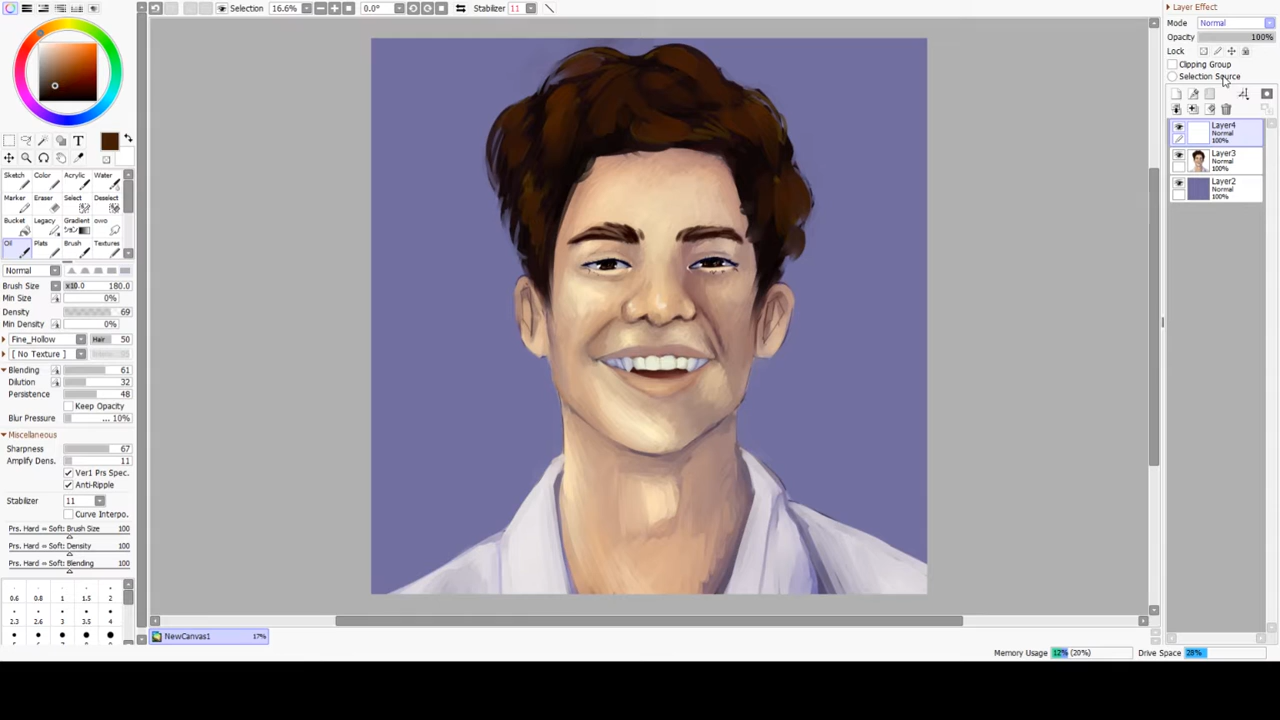 Selection 16.6% 0.0° Stabilizer 11
Layer Effect
Mode Normal
Opacity 100%
Lock
Clipping Group
Selection Source
Layer4
Normal
100%
Layer3
Normal
100%
Layer2
Normal
100%
Sketch Color Acrylic Water
Marker Eraser Select Deselect
Bucket Legacy Gradient owo
Oil Plats Brush Textures
Normal
Brush Size x10.0 180.0
Min Size 0%
Density 69
Min Density 0%
Fine_Hollow Hair 50
[ No Texture ]
Blending 61
Dilution 32
Persistence 48
Keep Opacity
Blur Pressure ... 10%
Miscellaneous
Sharpness 67
Amplify Dens. 11
Ver1 Prs Spec.
Anti-Ripple
Stabilizer 11
Curve Interpo.
Prs. Hard ⇔ Soft: Brush Size 100
Prs. Hard ⇔ Soft: Density 100
Prs. Hard ⇔ Soft: Blending 100
0.6 0.8 1 1.5 2
2.3 2.6 3 3.5 4
NewCanvas1 17%
Memory Usage 12% (20%) Drive Space 28%